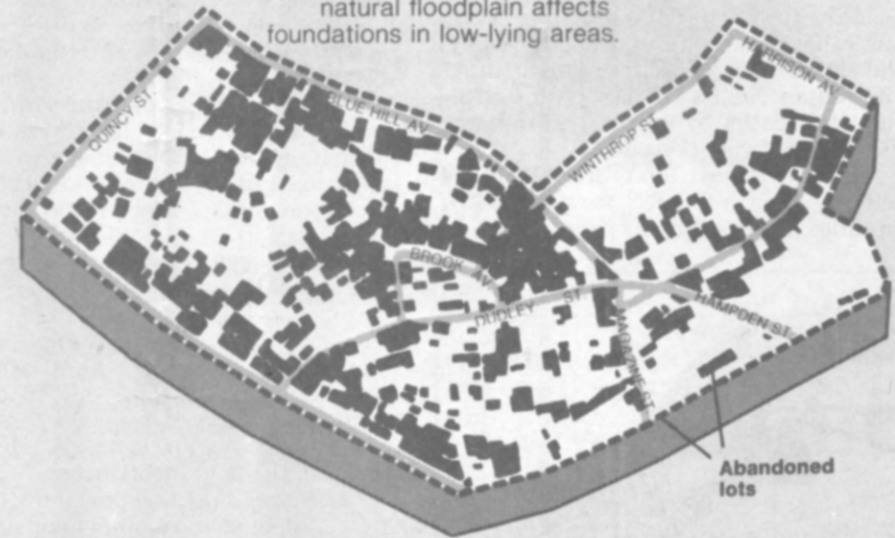 natural floodplain affects
foundations in low-lying areas.
HARRISON AV
QUINCY ST.
BLUE HILL AV
WINTHROP ST.
BROOK AV
DUDLEY ST
HAMPDEN ST.
MAGAZINE ST
Abandoned
lots